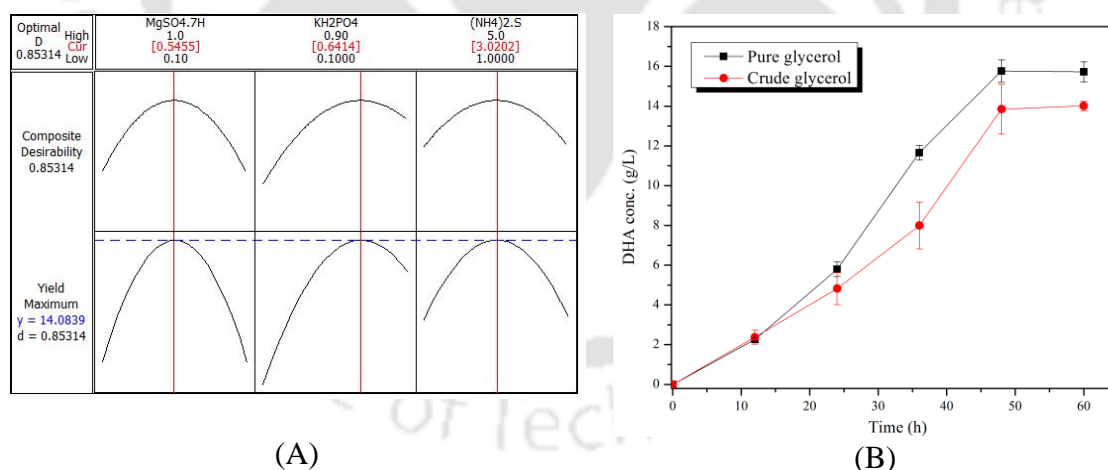 Optimal
D
0.85314
High
Cur
Low
MgSO4.7H
1.0
[0.5455]
0.10
KH2PO4
0.90
[0.6414]
0.1000
(NH4)2.S
5.0
[3.0202]
1.0000
Composite
Desirability
0.85314
Yield
Maximum
y = 14.0839
d = 0.85314
(A)
Pure glycerol
Crude glycerol
DHA conc. (g/L)
18
16
14
12
10
8
6
4
2
0
0 10 20 30 40 50 60
Time (h)
(B)
of Tech